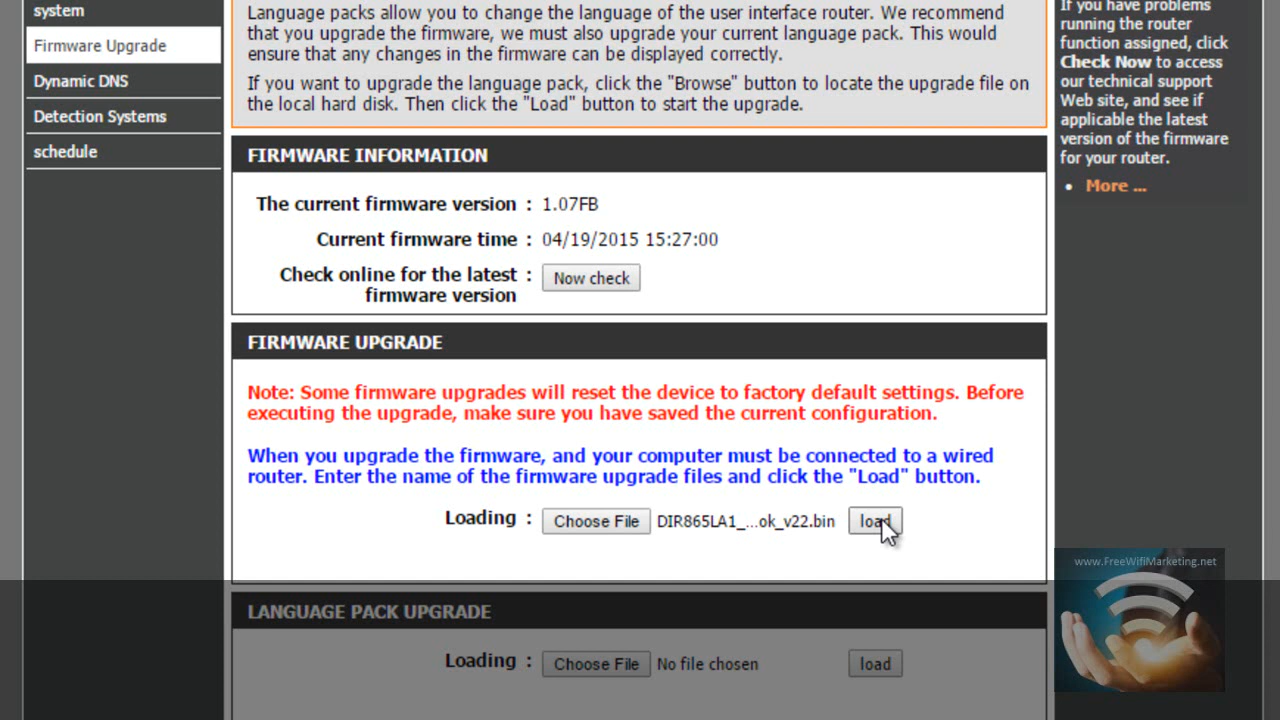 system
Firmware Upgrade
Dynamic DNS
Detection Systems
schedule
Language packs allow you to change the language of the user interface router. We recommend
that you upgrade the firmware, we must also upgrade your current language pack. This would
ensure that any changes in the firmware can be displayed correctly.
If you want to upgrade the language pack, click the "Browse" button to locate the upgrade file on
the local hard disk. Then click the "Load" button to start the upgrade.
FIRMWARE INFORMATION
The current firmware version : 1.07FB
Current firmware time : 04/19/2015 15:27:00
Check online for the latest : Now check
firmware version
FIRMWARE UPGRADE
Note: Some firmware upgrades will reset the device to factory default settings. Before
executing the upgrade, make sure you have saved the current configuration.
When you upgrade the firmware, and your computer must be connected to a wired
router. Enter the name of the firmware upgrade files and click the "Load" button.
Loading : Choose File DIR865LA1_...ok_v22.bin load
LANGUAGE PACK UPGRADE
Loading : Choose File No file chosen load
If you have problems
running the router
function assigned, click
Check Now to access
our technical support
Web site, and see if
applicable the latest
version of the firmware
for your router.
• More ...
www.FreeWifiMarketing.net